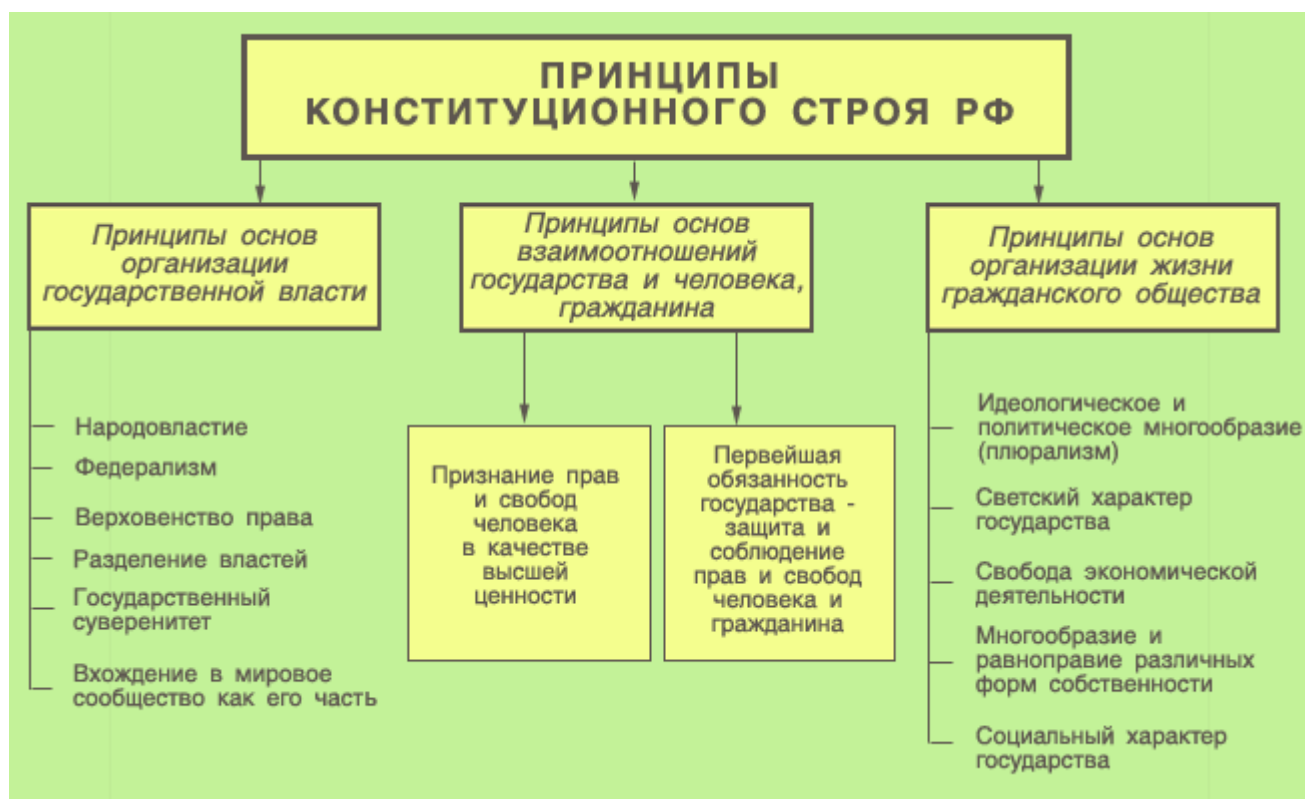 ПРИНЦИПЫ
КОНСТИТУЦИОННОГО СТРОЯ РФ
Принципы основ
организации
государственной власти
Народовластие
Федерализм
Верховенство права
Разделение властей
Государственный
суверенитет
Вхождение в мировое
сообщество как его часть
Принципы основ
взаимоотношений
государства и человека,
гражданина
Признание прав
и свобод
человека
в качестве
высшей
ценности
Первейшая
обязанность
государства -
защита и
соблюдение
прав и свобод
человека и
гражданина
Принципы основ
организации жизни
гражданского общества
Идеологическое и
политическое многообразие
(плюрализм)
Светский характер
государства
Свобода экономической
деятельности
Многообразие и
равноправие различных
форм собственности
Социальный характер
государства